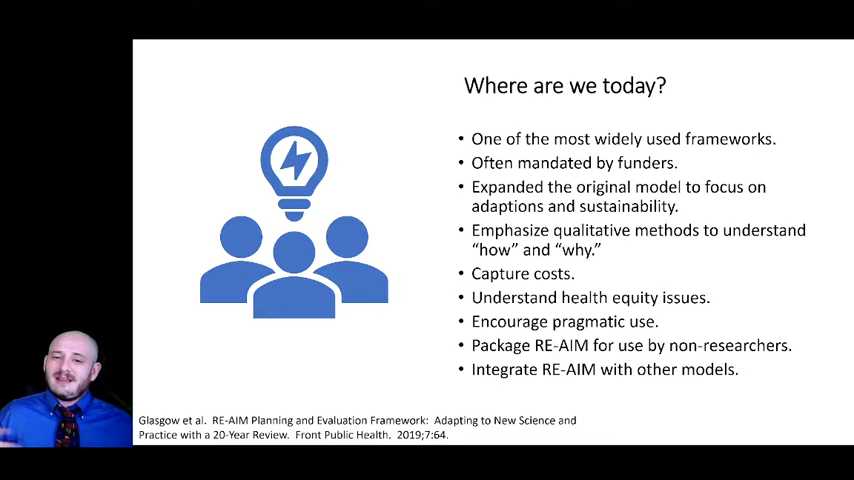 Where are we today?
• One of the most widely used frameworks.
• Often mandated by funders.
• Expanded the original model to focus on
adaptions and sustainability.
• Emphasize qualitative methods to understand
“how” and “why.”
• Capture costs.
• Understand health equity issues.
• Encourage pragmatic use.
• Package RE-AIM for use by non-researchers.
• Integrate RE-AIM with other models.
Glasgow et al.  RE-AIM Planning and Evaluation Framework:  Adapting to New Science and
Practice with a 20-Year Review.  Front Public Health.  2019;7:64.